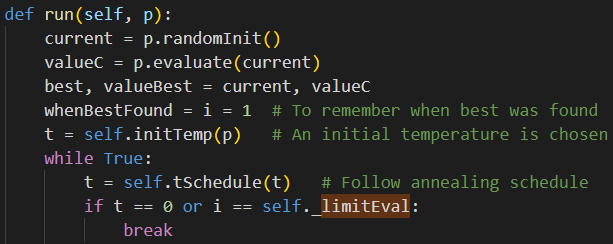 def run(self, p):
    current = p.randomInit()
    valueC = p.evaluate(current)
    best, valueBest = current, valueC
    whenBestFound = i = 1  # To remember when best was found
    t = self.initTemp(p)   # An initial temperature is chosen
    while True:
        t = self.tSchedule(t)   # Follow annealing schedule
        if t == 0 or i == self._limitEval:
            break